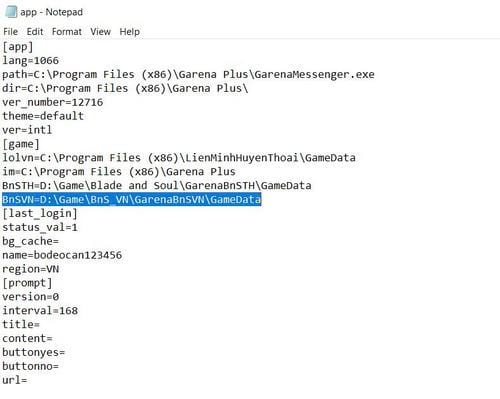 app - Notepad
File Edit Format View Help
[app]
lang=1066
path=C:\Program Files (x86)\Garena Plus\GarenaMessenger.exe
dir=C:\Program Files (x86)\Garena Plus\
ver_number=12716
theme=default
ver=intl
[game]
lolvn=C:\Program Files (x86)\LienMinhHuyenThoai\GameData
im=C:\Program Files (x86)\Garena Plus
BnSTH=D:\Game\Blade and Soul\GarenaBnSTH\GameData
BnSVN=D:\Game\BnS_VN\GarenaBnSVN\GameData
[last_login]
status_val=1
bg_cache=
name=bodeocan123456
region=VN
[prompt]
version=0
interval=168
title=
content=
buttonyes=
buttonno=
url=